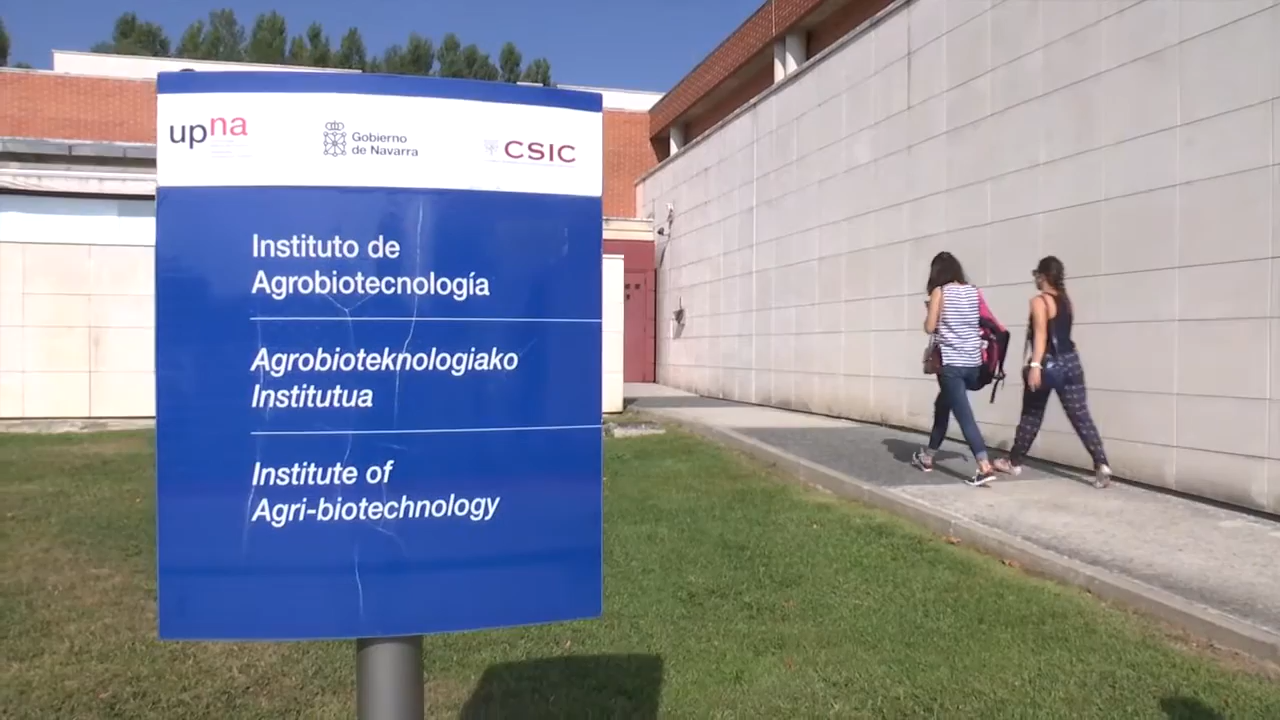 upna
Gobierno
de Navarra
CSIC
Instituto de
Agrobiotecnología
Agrobioteknologiako
Institutua
Institute of
Agri-biotechnology